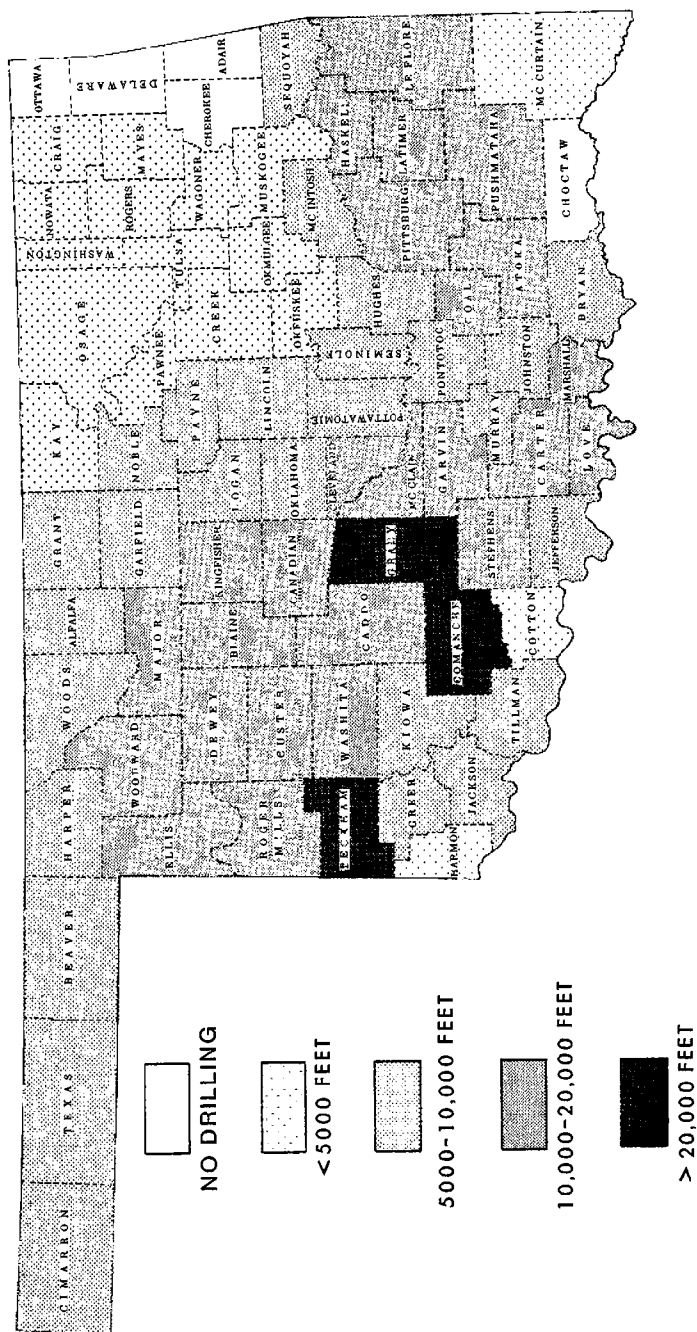 CIMARRON
TEXAS
BEAVER
HARPER
WOODS
ALFALFA
GRANT
KAY
OSAGE
WASHINGTON
NOWATA
CRAIG
OTTAWA
ELLIS
WOODWARD
MAJOR
GARFIELD
NOBLE
PAWNEE
ROGERS
MAYES
DELAWARE
ROGER
MILLS
DEWEY
BLAINE
KINGFISHER
LOGAN
PAYNE
CREEK
TULSA
WAGONER
CHEROKEE
ADAIR
CUSTER
CANADIAN
OKLAHOMA
LINCOLN
OKFUSKEE
OKMULGEE
MUSKOGEE
SEQUOYAH
BECKHAM
WASHITA
CADDO
GRADY
CLEVELAND
MC CLAIN
POTTAWATOMIE
SEMINOLE
HUGHES
MC INTOSH
HASKELL
GREER
KIOWA
COMANCHE
GARVIN
PONTOTOC
PITTSBURG
LATIMER
LE FLORE
HARMON
JACKSON
TILLMAN
COTTON
STEPHENS
MURRAY
JOHNSTON
ATOKA
PUSHMATAHA
MC CURTAIN
JEFFERSON
CARTER
LOVE
MARSHALL
CHOCTAW
NO DRILLING
<5000 FEET
5000-10,000 FEET
10,000-20,000 FEET
> 20,000 FEET